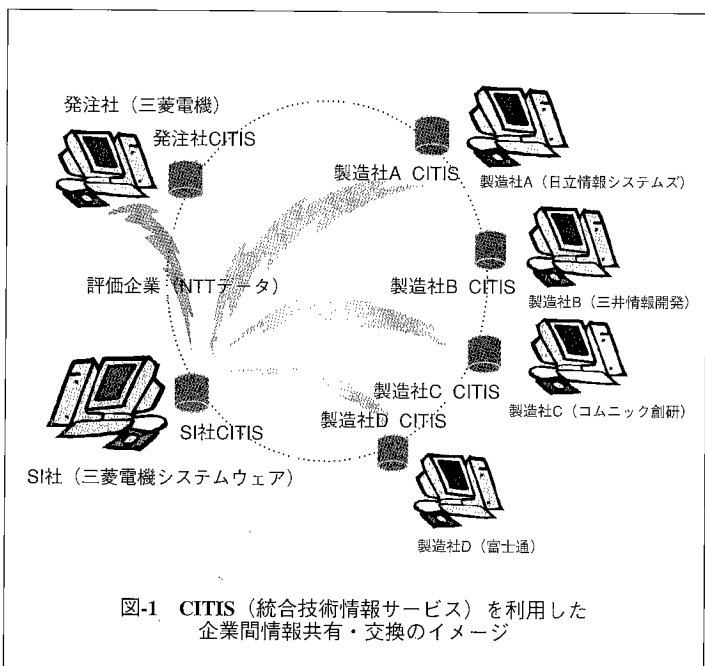 発注社（三菱電機）
発注社CITIS
製造社A CITIS
製造社A（日立情報システムズ）
評価企業（NTTデータ）
製造社B CITIS
製造社B（三井情報開発）
製造社C CITIS
製造社C（コムニック創研）
製造社D CITIS
SI社CITIS
SI社（三菱電機システムウェア）
製造社D（富士通）
図-1 CITIS（統合技術情報サービス）を利用した
企業間情報共有・交換のイメージ